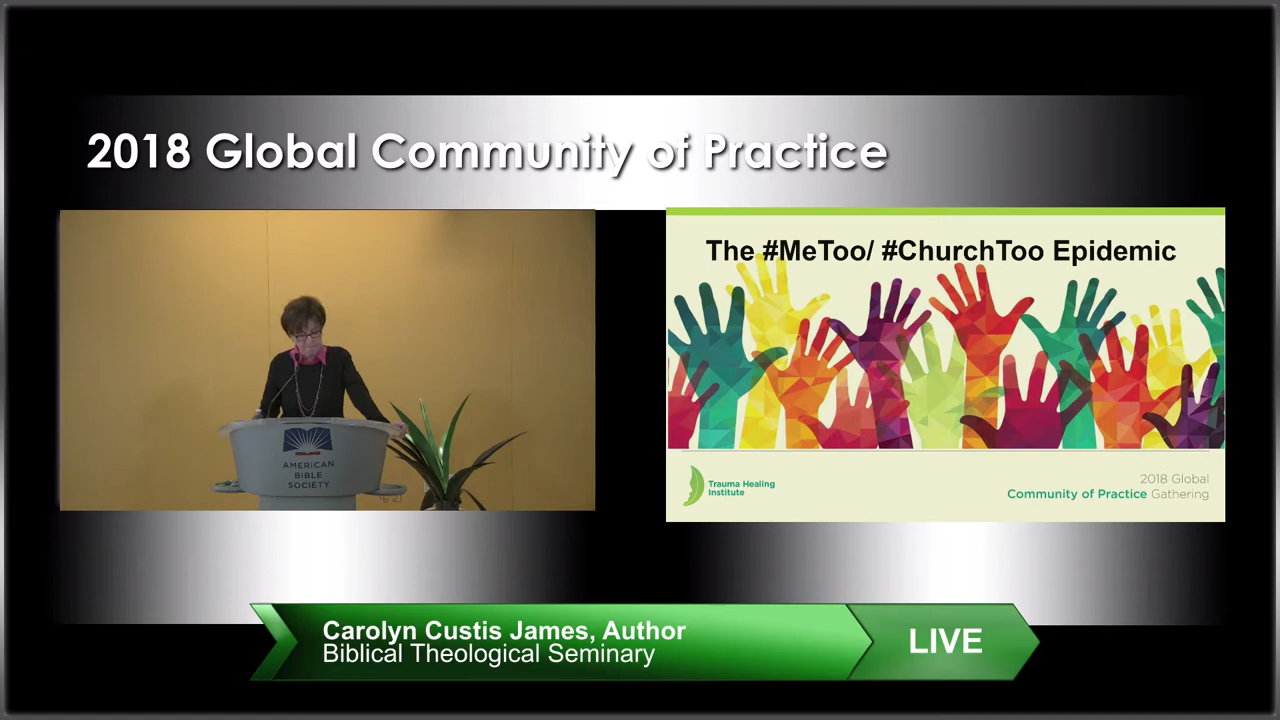 2018 Global Community of Practice
The #MeToo/ #ChurchToo Epidemic
AMERICAN
BIBLE
SOCIETY
Trauma Healing
Institute
2018 Global
Community of Practice Gathering
Carolyn Custis James, Author
Biblical Theological Seminary
LIVE